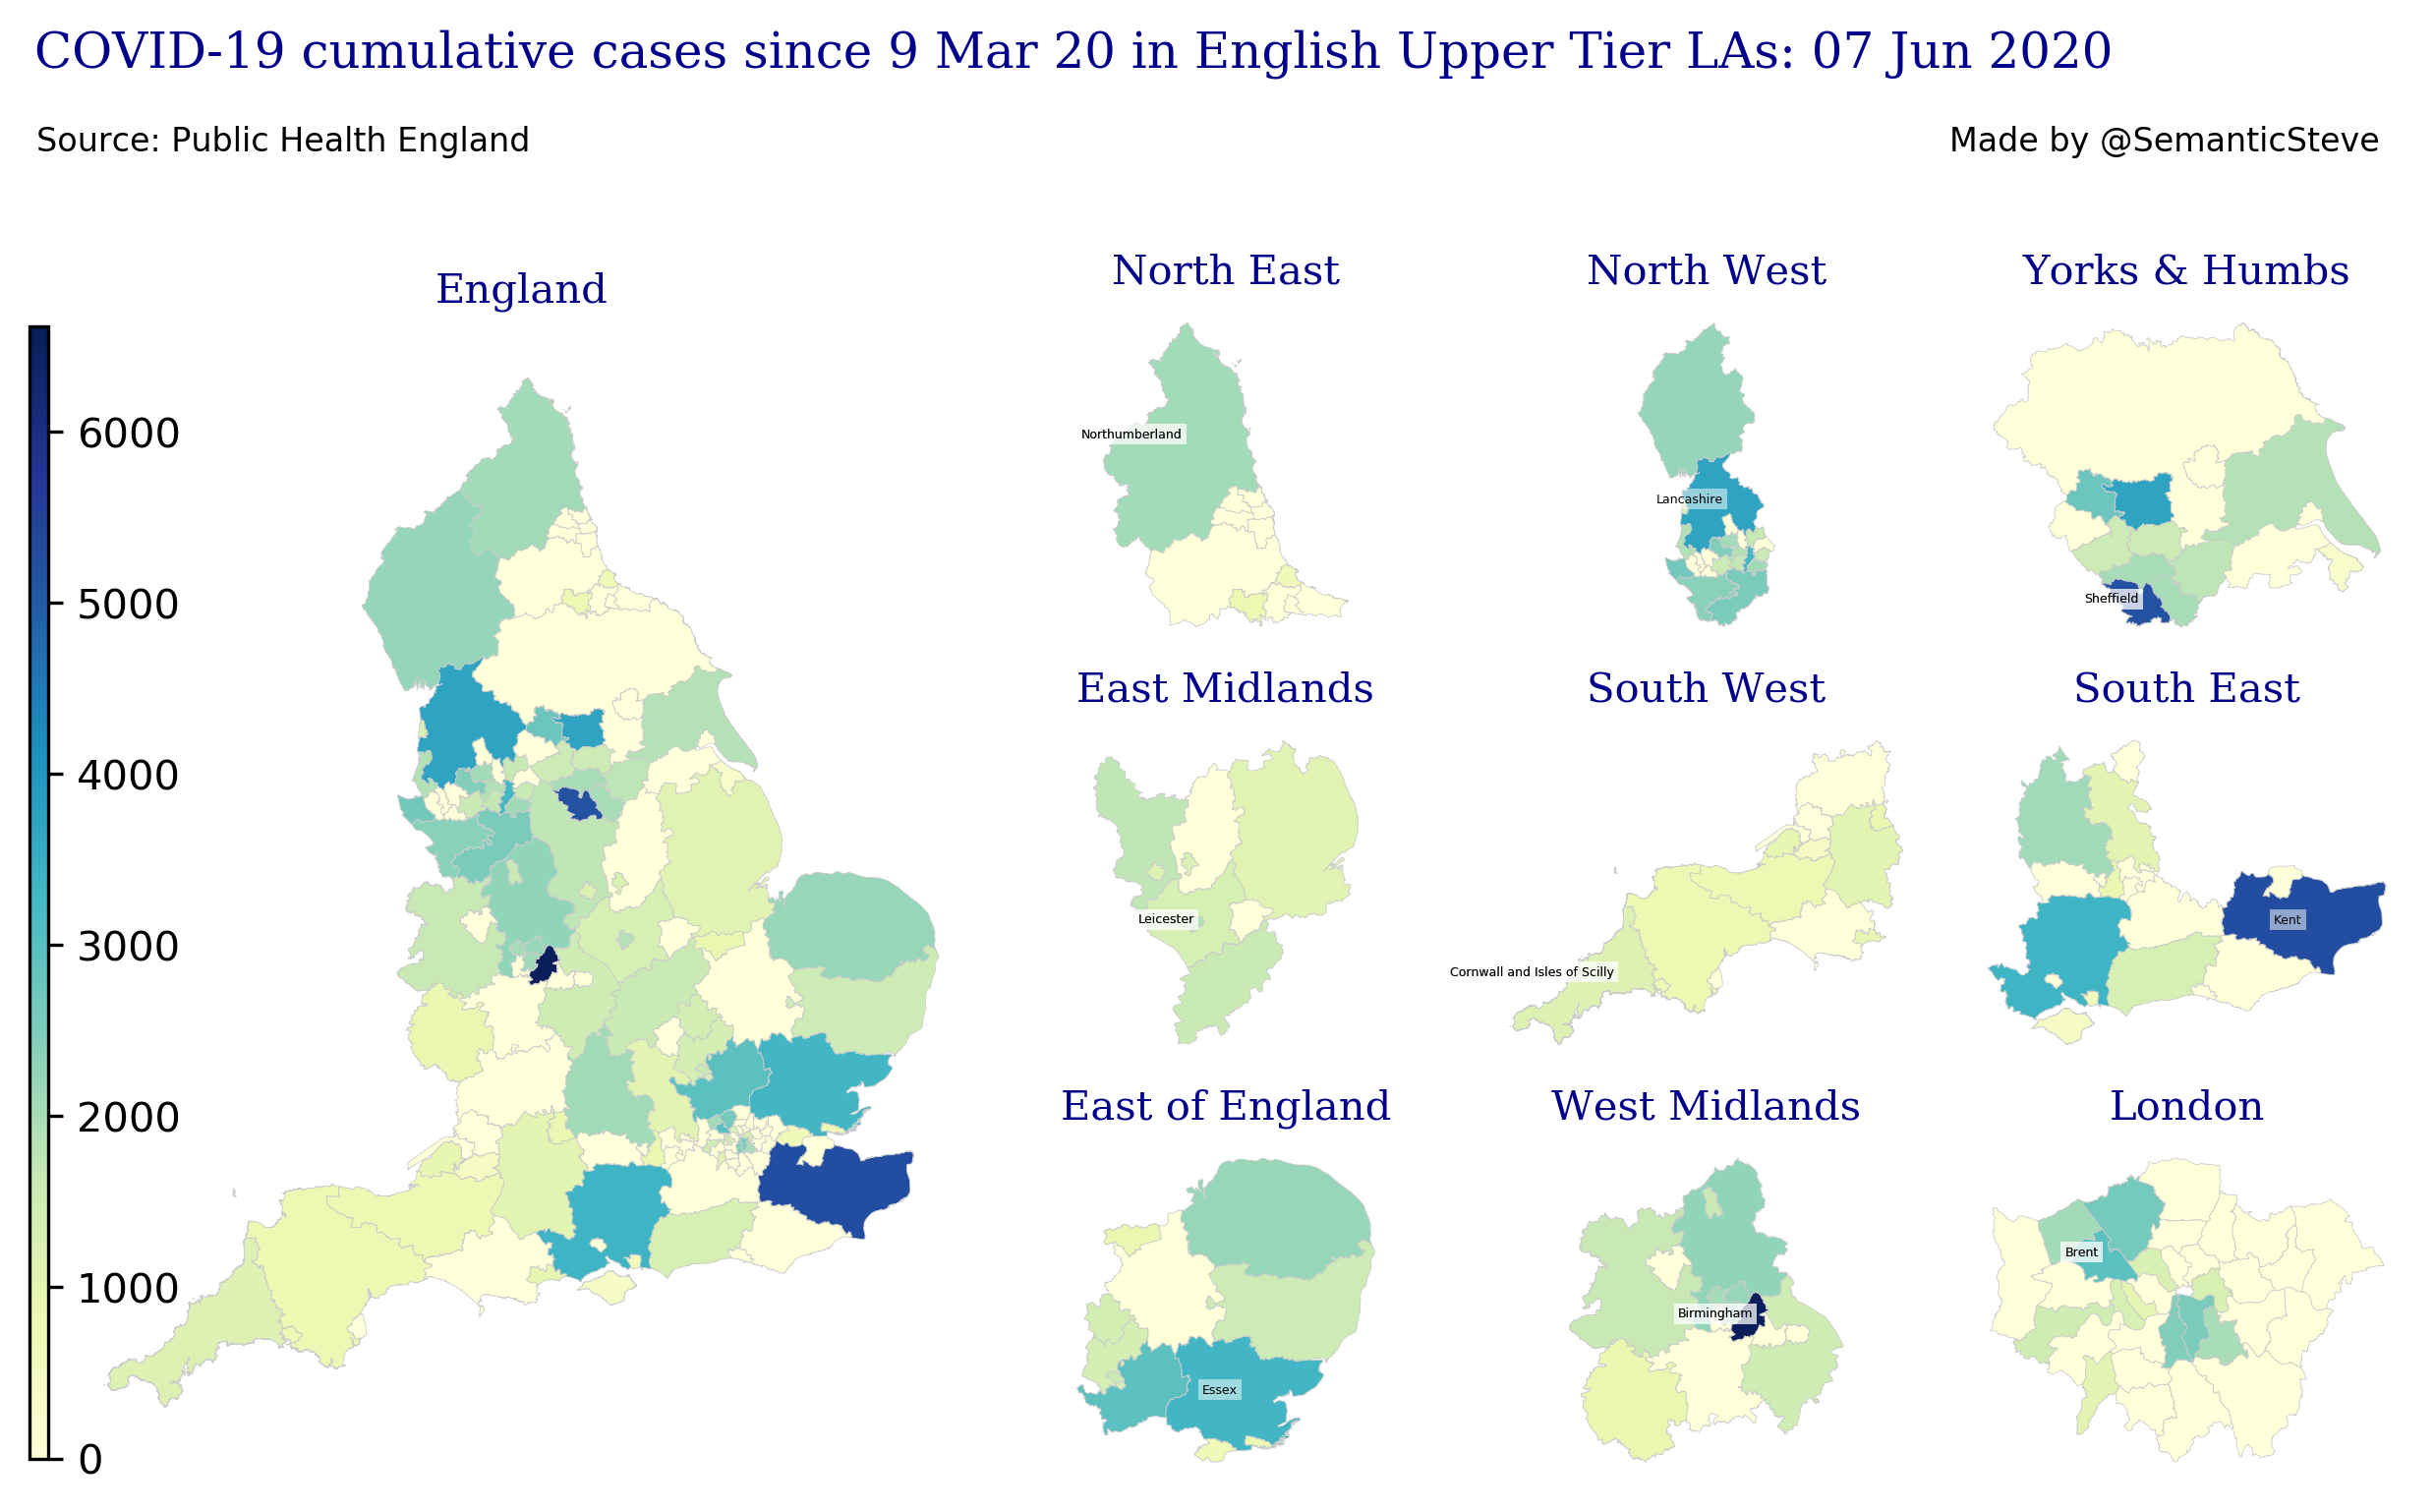 COVID-19 cumulative cases since 9 Mar 20 in English Upper Tier LAs: 07 Jun 2020
Source: Public Health England
Made by @SemanticSteve
England
6000
5000
4000
3000
2000
1000
0
North East
Northumberland
North West
Lancashire
Yorks & Humbs
Sheffield
East Midlands
Leicester
South West
Cornwall and Isles of Scilly
South East
Kent
East of England
Essex
West Midlands
Birmingham
London
Brent